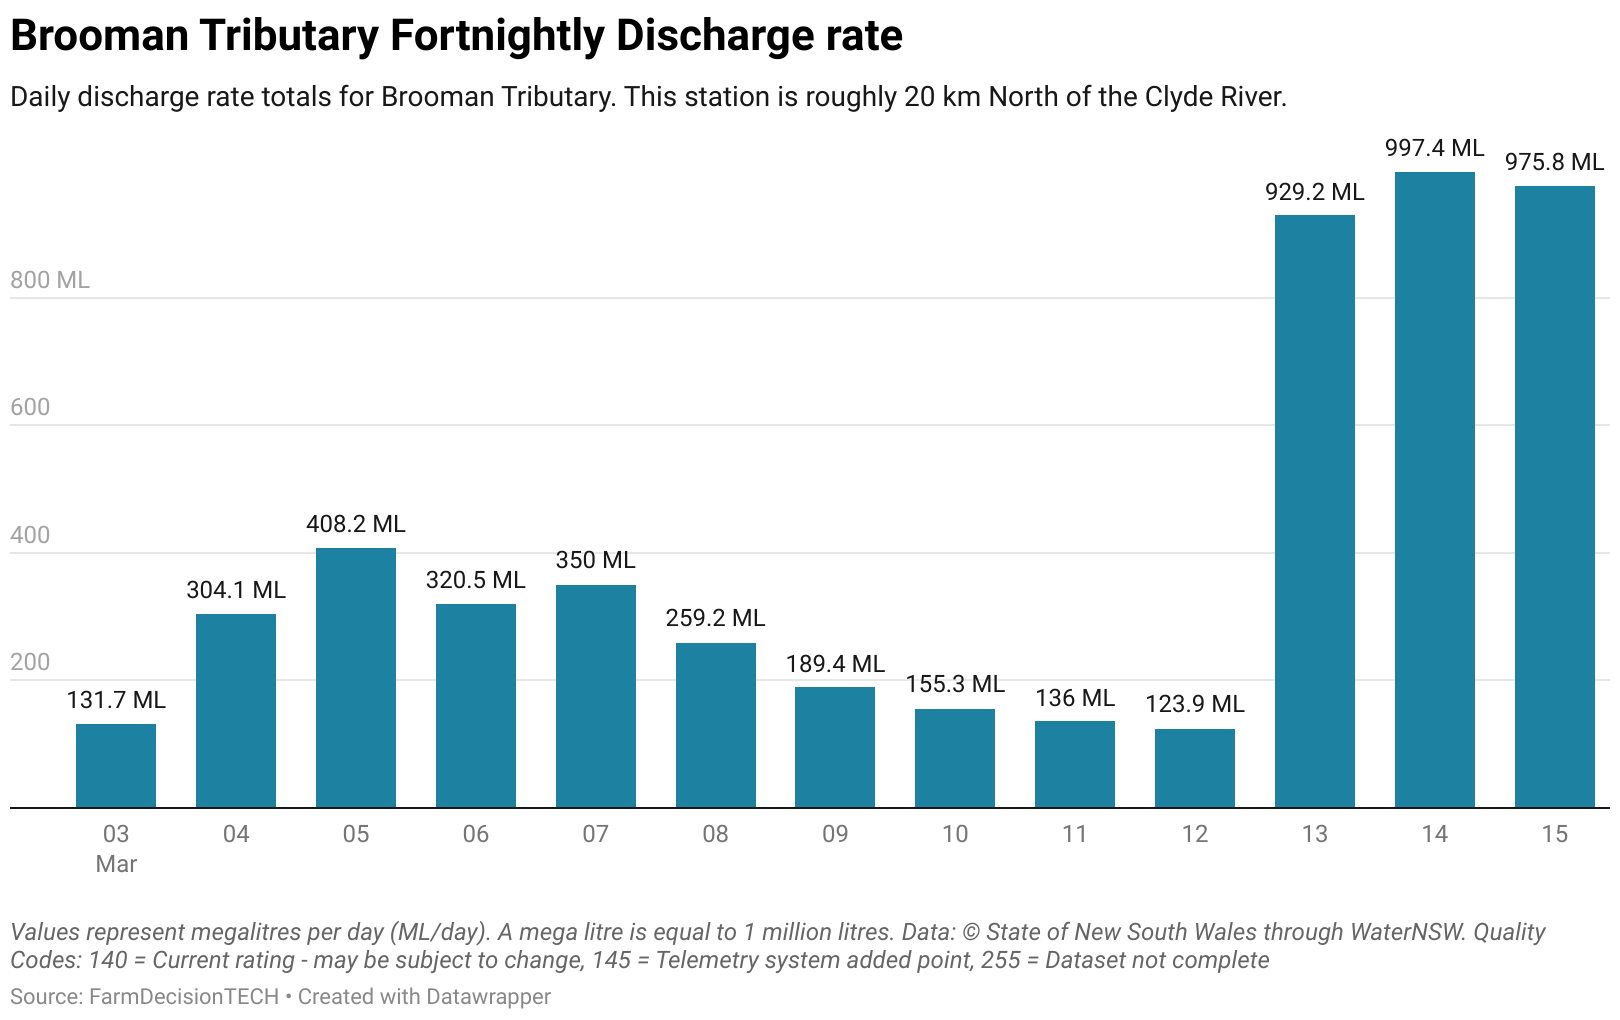 Brooman Tributary Fortnightly Discharge rate
Daily discharge rate totals for Brooman Tributary. This station is roughly 20 km North of the Clyde River.
997.4 ML
975.8 ML
929.2 ML
800 ML
600
408.2 ML
400
350 ML
320.5 ML
304.1 ML
259.2 ML
200
189.4 ML
155.3 ML
131.7 ML
136 ML
123.9 ML
03 04 05 06 07 08 09 10 11 12 13 14 15
Mar
Values represent megalitres per day (ML/day). A mega litre is equal to 1 million litres. Data: © State of New South Wales through WaterNSW. Quality
Codes: 140 = Current rating - may be subject to change, 145 = Telemetry system added point, 255 = Dataset not complete
Source: FarmDecisionTECH • Created with Datawrapper